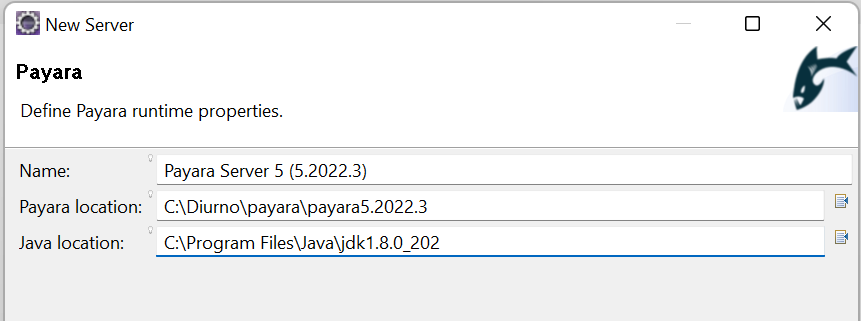 New Server
Payara
Define Payara runtime properties.
Name: Payara Server 5 (5.2022.3)
Payara location: C:\Diurno\payara\payara5.2022.3
Java location: C:\Program Files\Java\jdk1.8.0_202